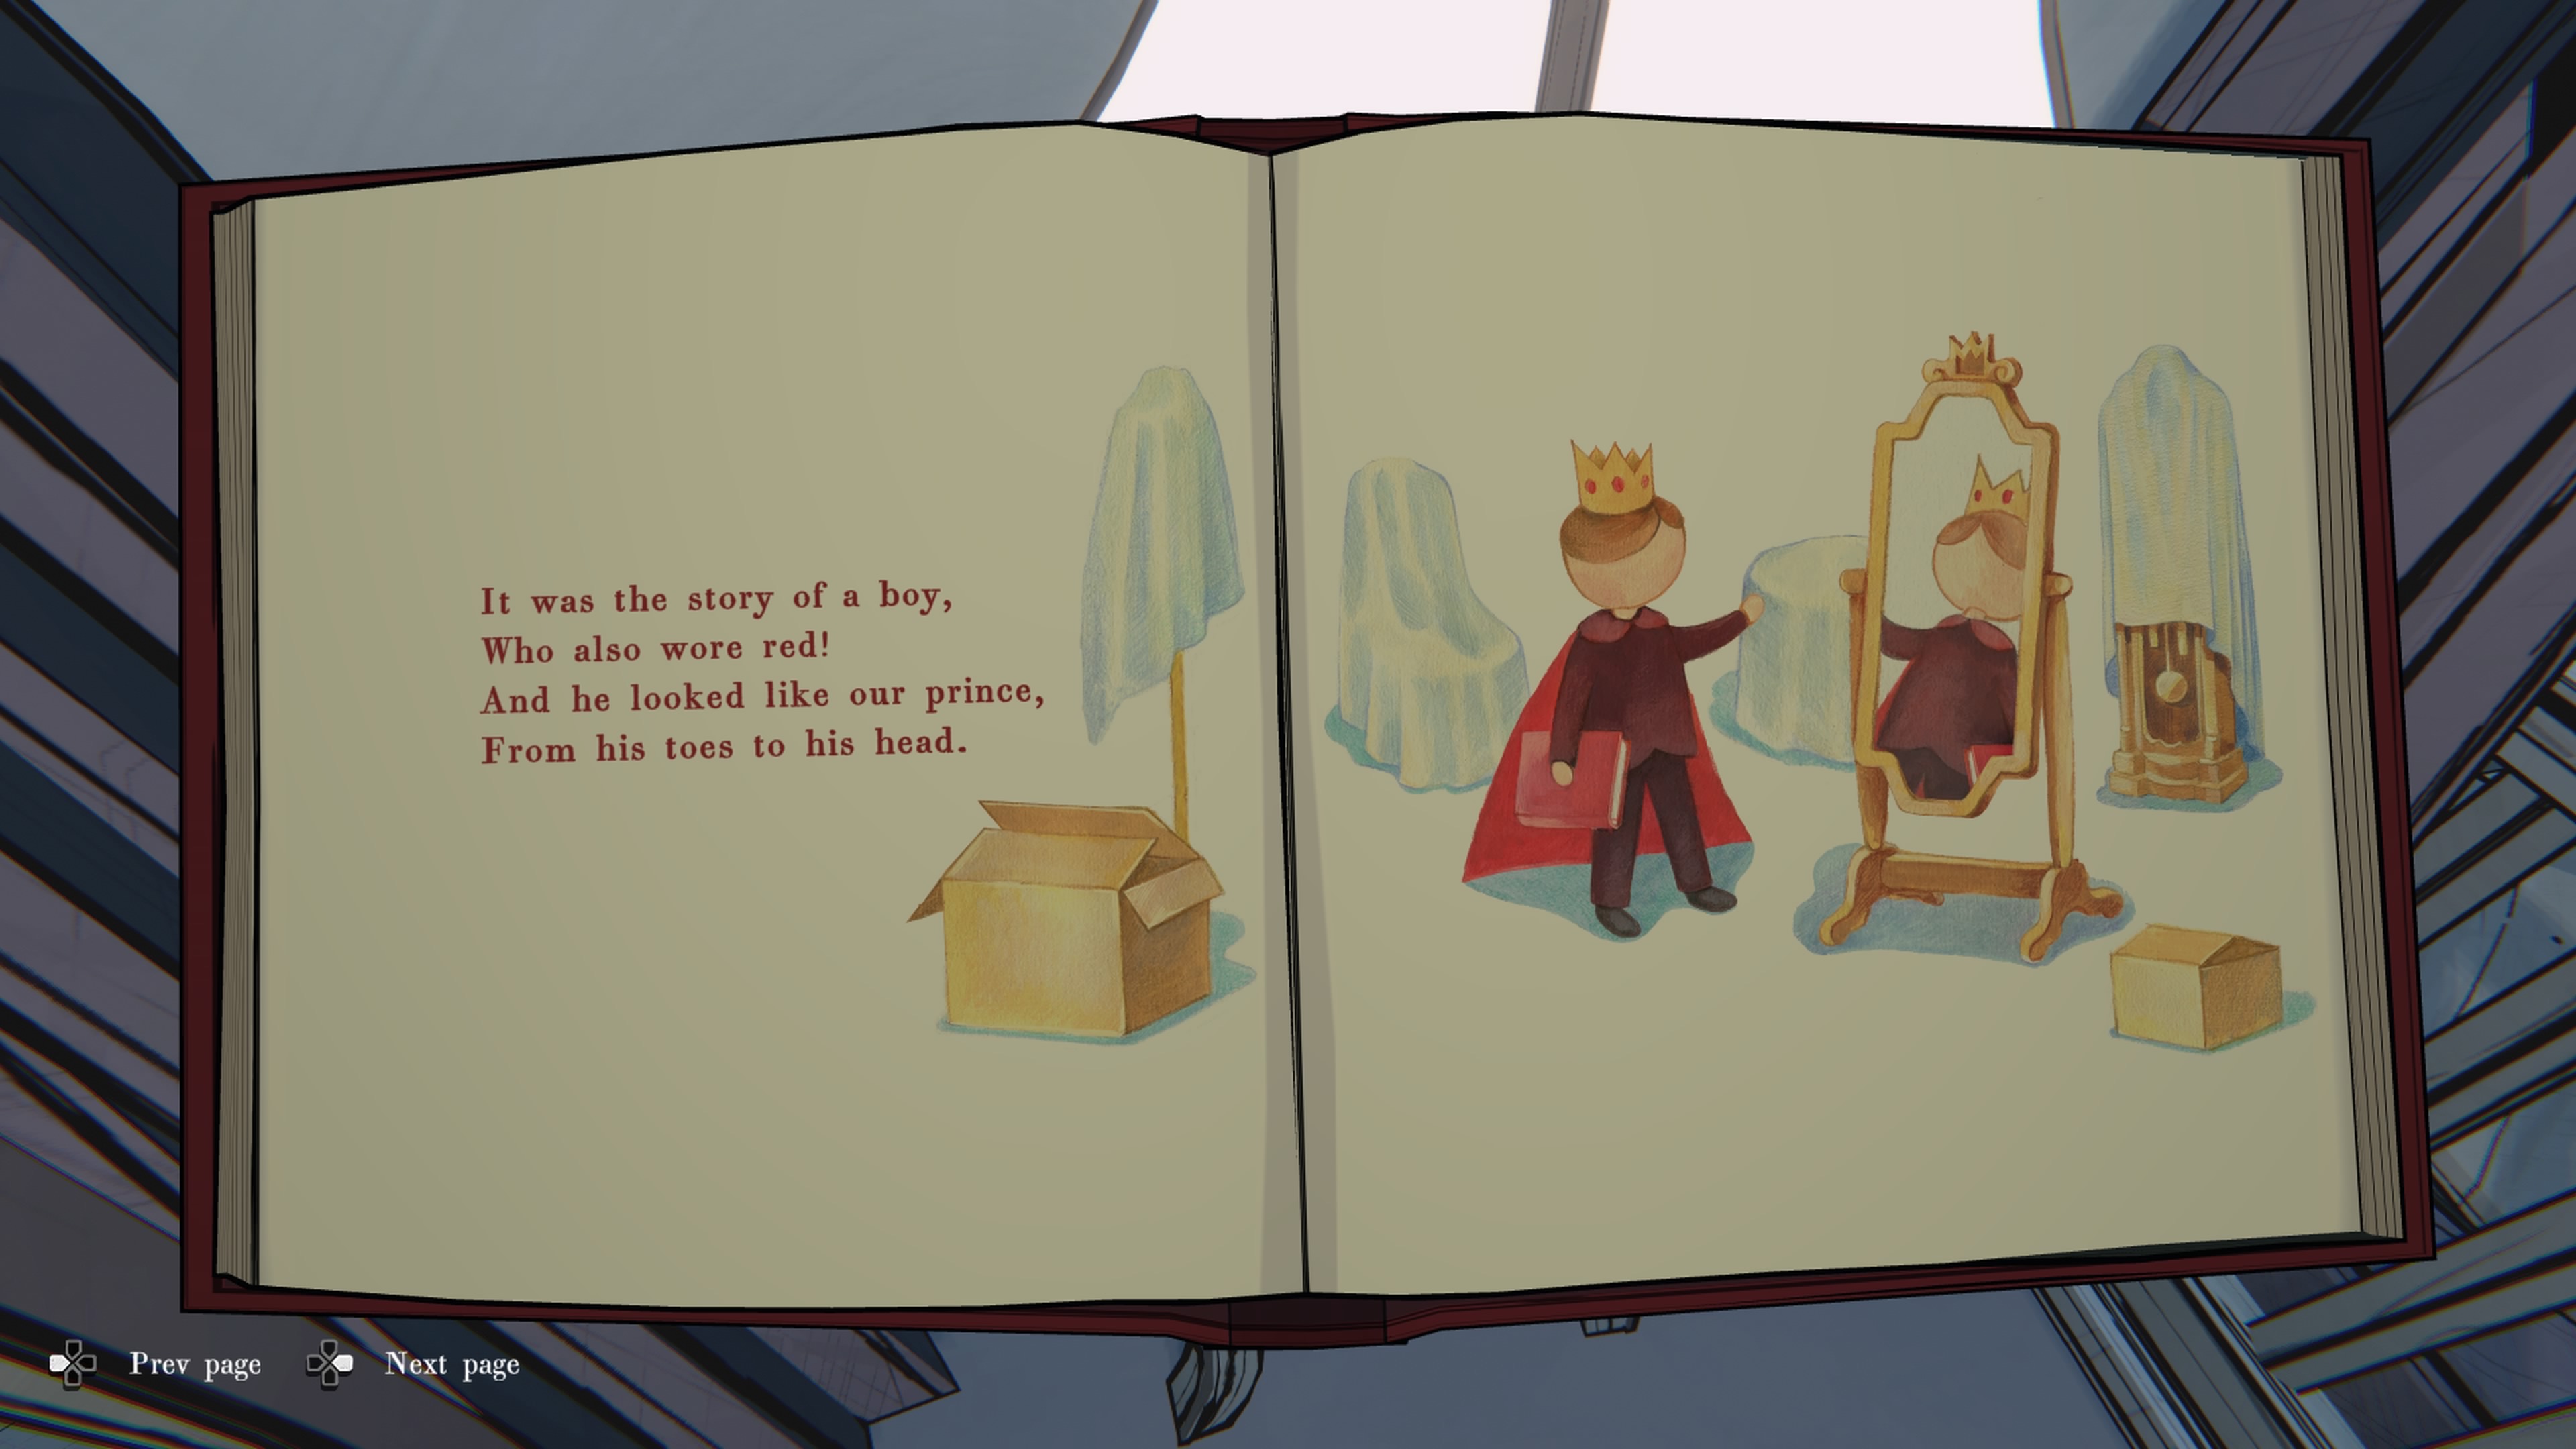 It was the story of a boy,
Who also wore red!
And he looked like our prince,
From his toes to his head.
Prev page
Next page